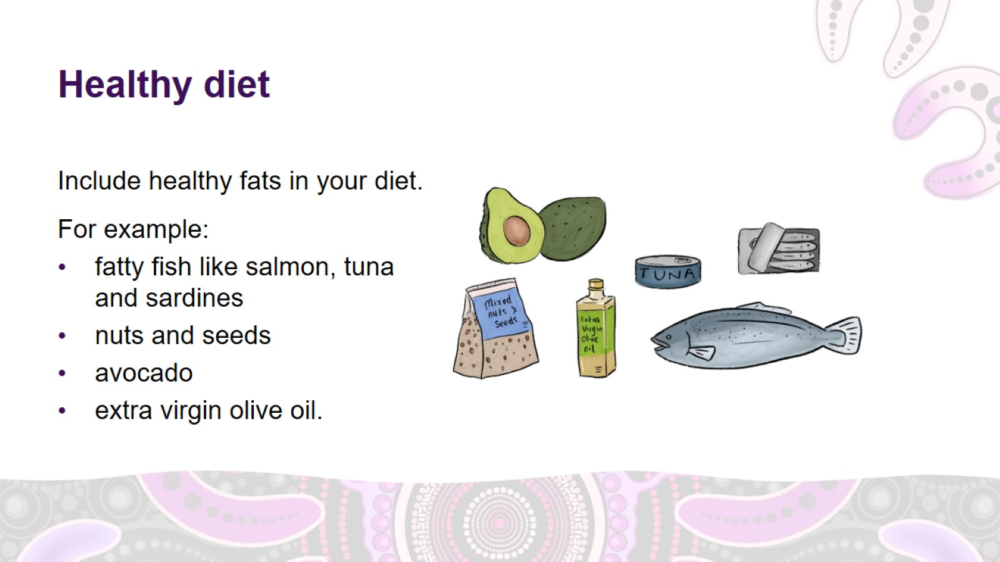 Healthy diet
Include healthy fats in your diet.
For example:
• fatty fish like salmon, tuna
and sardines
• nuts and seeds
• avocado
• extra virgin olive oil.
TUNA
Mixed
nuts &
Seeds
Extra
Virgin
Olive
Oil